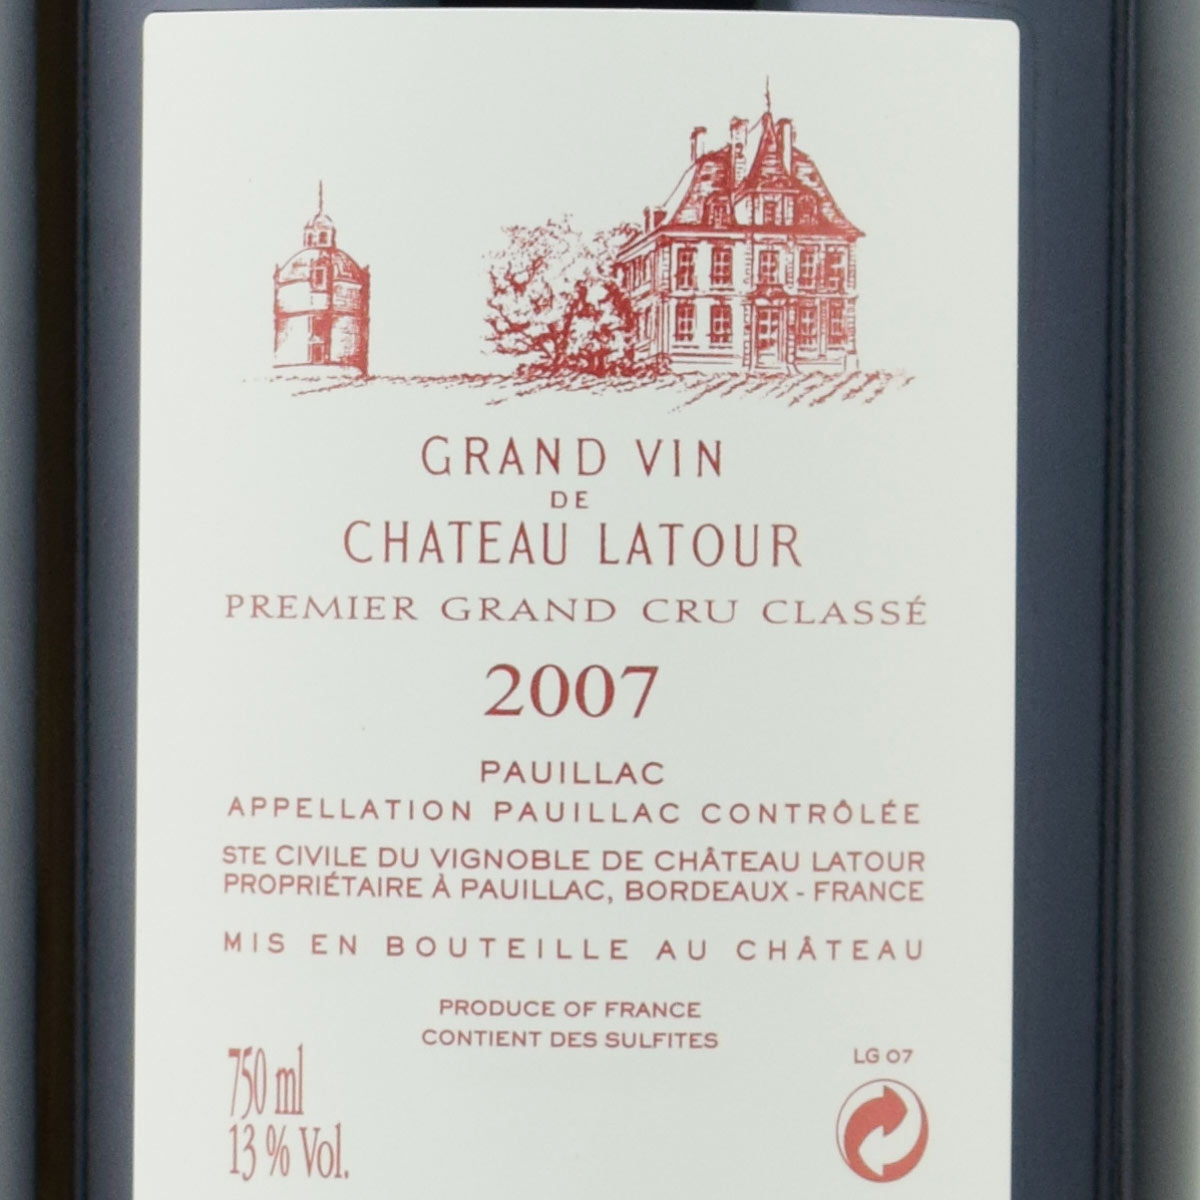 GRAND VIN
DE
CHATEAU LATOUR
PREMIER GRAND CRU CLASSÉ
2007
PAUILLAC
APPELLATION PAUILLAC CONTRÔLÉE
STE CIVILE DU VIGNOBLE DE CHÂTEAU LATOUR
PROPRIÉTAIRE À PAUILLAC, BORDEAUX - FRANCE
MIS EN BOUTEILLE AU CHÂTEAU
PRODUCE OF FRANCE
CONTIENT DES SULFITES
LG 07
750 ml
13 % Vol.